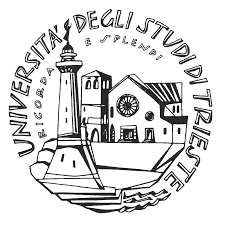 UNIVERSITA' DEGLI STUDI DI TRIESTE
RICORDA E SPLENDI